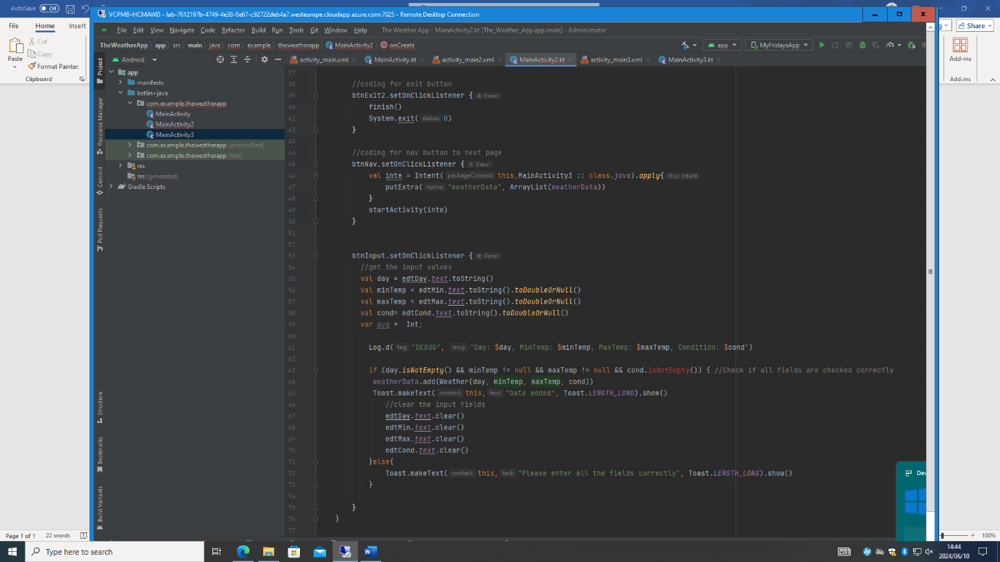 AutoSave Off
VCPMB-HCMAWD - lab-7612197b-4749-4e38-8e67-c92722deb4a7.westeurope.cloudapp.azure.com:7025 - Remote Desktop Connection
File Home Insert
Share
File Edit View Navigate Code Refactor Build Run Tools Git Window Help The Weather App - MainActivity2.kt [The_Weather_App.app.main] - Administrator
TheWeatherApp app src main java com example theweatherapp MainActivity2 onCreate
app MyFridaysApp
Paste
Cut
Copy
Format Painter
Clipboard
Add-ins
Add-ins
Project
Resource Manager
Commit
Pull Requests
Structure
Bookmarks
Build Variants
Android
app
manifests
kotlin+java
com.example.theweatherapp
MainActivity
MainActivity2
MainActivity3
com.example.theweatherapp (androidTest)
com.example.theweatherapp (test)
res
res (generated)
Gradle Scripts
activity_main.xml MainActivity.kt activity_main2.xml MainActivity2.kt activity_main3.xml MainActivity3.kt
37
38 //coding for exit button
39 btnExit2.setOnClickListener { it: View!
40 finish()
41 System.exit( status: 0)
42 }
43
44 //coding for nav button to next page
45 btnNav.setOnClickListener { it: View!
46 val inte = Intent( packageContext: this,MainActivity3 :: class.java).apply{ this: Intent
47 putExtra( name: "weatherData", ArrayList(weatherData))
48 }
49 startActivity(inte)
50 }
51
52
53 btnInput.setOnClickListener { it: View!
54 //get the input values
55 val day = edtDay.text.toString()
56 val minTemp = edtMin.text.toString().toDoubleOrNull()
57 val maxTemp = edtMax.text.toString().toDoubleOrNull()
58 val cond= edtCond.text.toString().toDoubleOrNull()
59 var avg = Int;
60
61 Log.d( tag: "DEBUG", msg: "Day: $day, MinTemp: $minTemp, MaxTemp: $maxTemp, Condition: $cond")
62
63 if (day.isNotEmpty() && minTemp != null && maxTemp != null && cond.isNotEmpty()) { //Check if all fields are checked correctly
64 weatherData.add(Weather(day, minTemp, maxTemp, cond))
65 Toast.makeText( context: this, text: "Data added", Toast.LENGTH_LONG).show()
66 //clear the input fields
67 edtDay.text.clear()
68 edtMin.text.clear()
69 edtMax.text.clear()
70 edtCond.text.clear()
71 }else{
72 Toast.makeText( context: this, text: "Please enter all the fields correctly", Toast.LENGTH_LONG).show()
73 }
74
75 }
76 }
77
Dev
Page 1 of 1 22 words
100%
Type here to search
14:44
2024/06/10